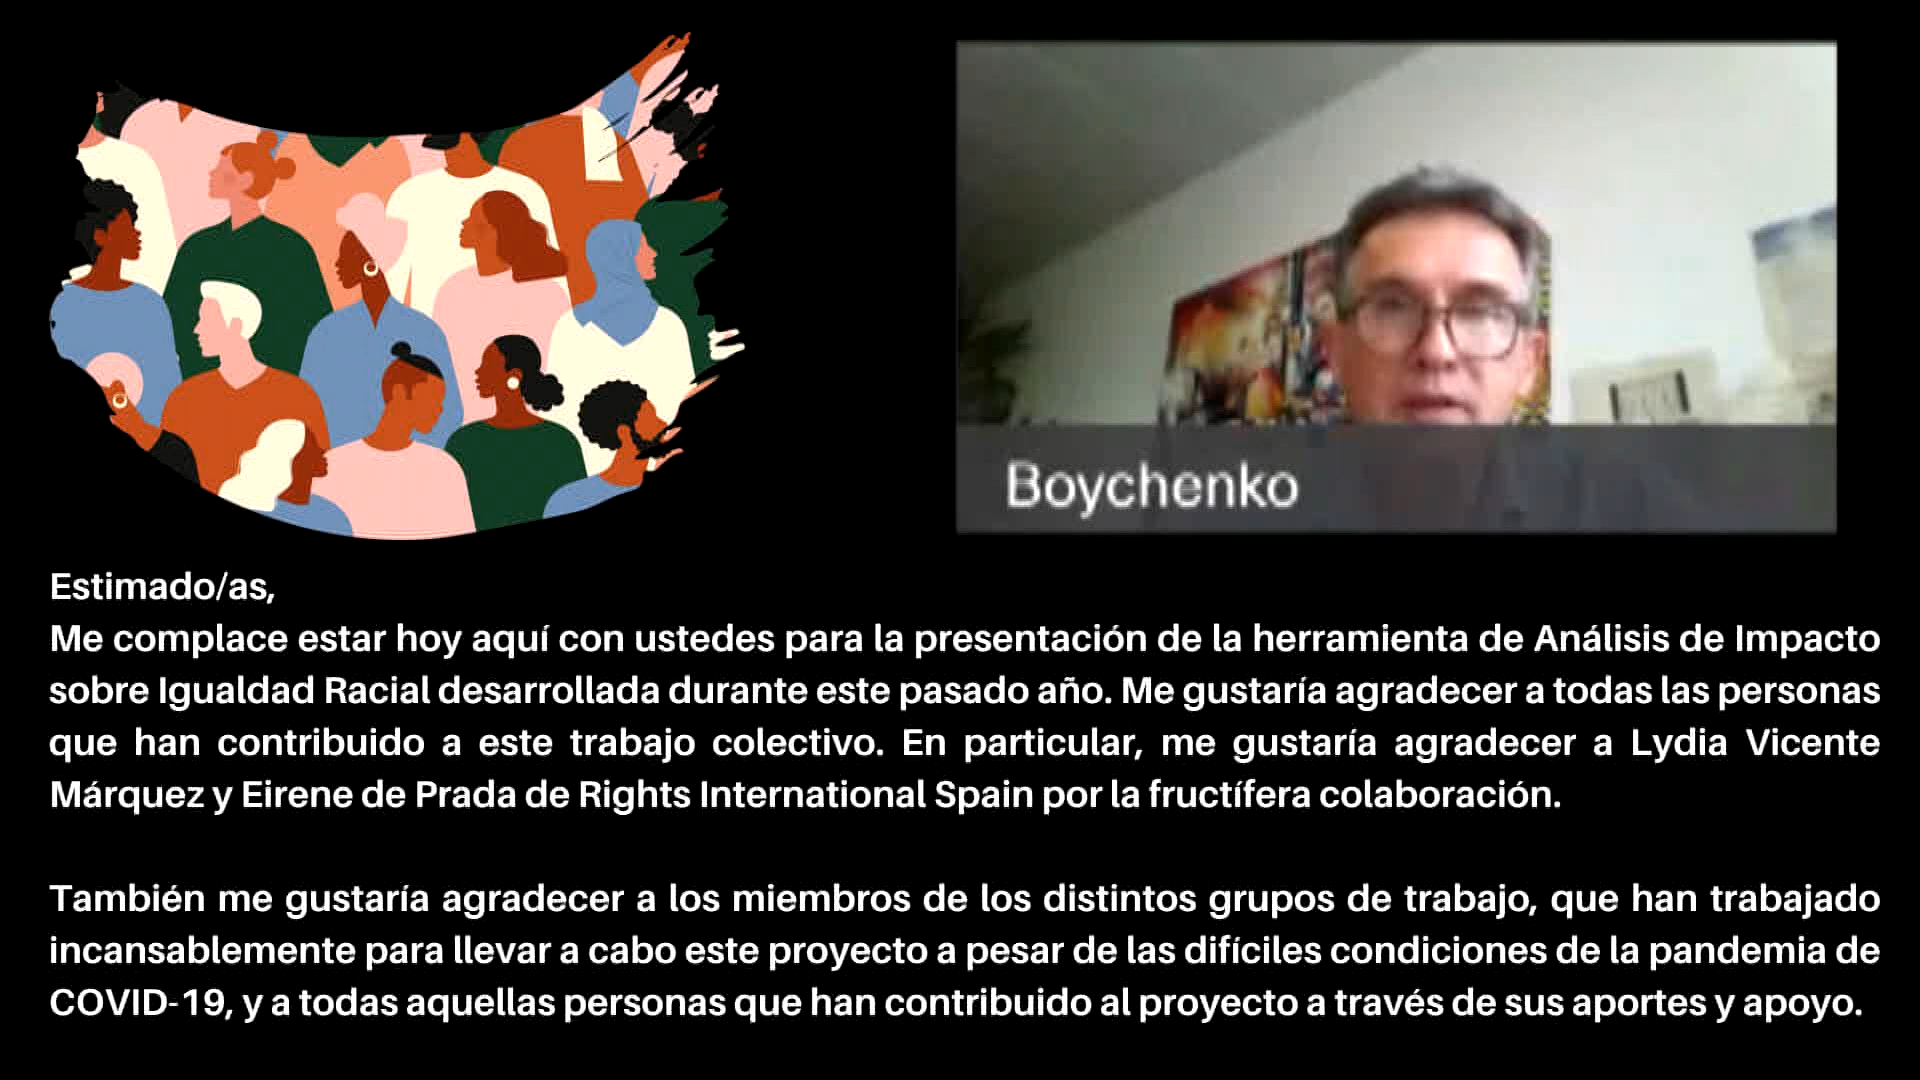 Boychenko
Estimado/as,
Me complace estar hoy aquí con ustedes para la presentación de la herramienta de Análisis de Impacto
sobre Igualdad Racial desarrollada durante este pasado año. Me gustaría agradecer a todas las personas
que han contribuido a este trabajo colectivo. En particular, me gustaría agradecer a Lydia Vicente
Márquez y Eirene de Prada de Rights International Spain por la fructífera colaboración.
También me gustaría agradecer a los miembros de los distintos grupos de trabajo, que han trabajado
incansablemente para llevar a cabo este proyecto a pesar de las difíciles condiciones de la pandemia de
COVID-19, y a todas aquellas personas que han contribuido al proyecto a través de sus aportes y apoyo.